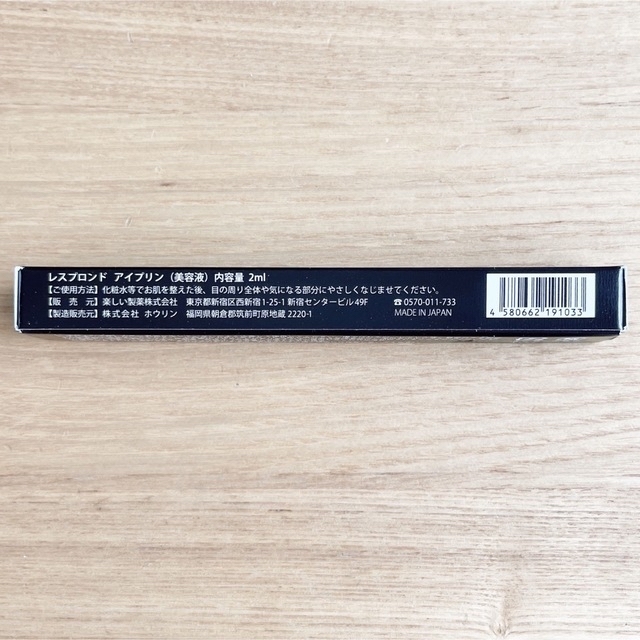 レスプロンド アイプリン（美容液）内容量 2ml
【ご使用方法】化粧水等でお肌を整えた後、目の周り全体や気になる部分にやさしくなじませてください。
【販　売　元】楽しい製薬株式会社　東京都新宿区西新宿1-25-1 新宿センタービル49F　☎0570-011-733
【製造販売元】株式会社 ホウリン　福岡県朝倉郡筑前町原地蔵 2220-1　MADE IN JAPAN
4 580662 191033